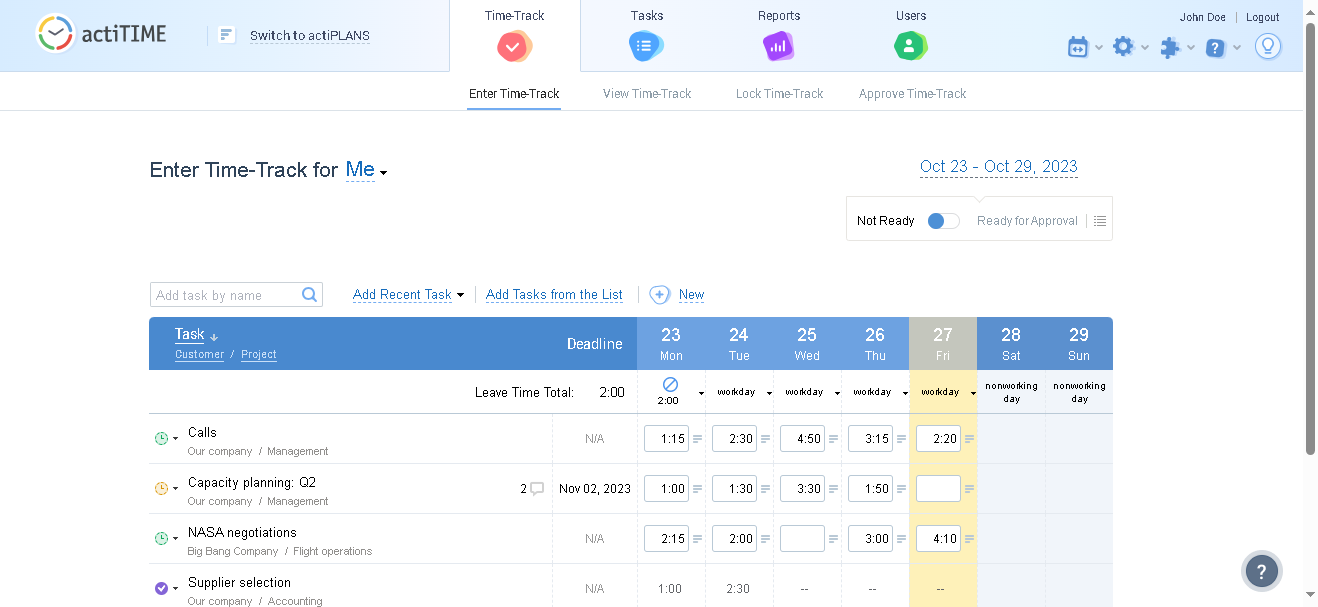 actiTIME
Switch to actiPLANS
Time-Track
Tasks
Reports
Users
John Doe
Logout
Enter Time-Track
View Time-Track
Lock Time-Track
Approve Time-Track
Enter Time-Track for Me
Oct 23 - Oct 29, 2023
Not Ready
Ready for Approval
Add task by name
Add Recent Task
Add Tasks from the List
New
Task
Customer / Project
Deadline
23
Mon
24
Tue
25
Wed
26
Thu
27
Fri
28
Sat
29
Sun
Leave Time Total: 2:00
2:00
workday
workday
workday
workday
nonworking
day
nonworking
day
Calls
Our company / Management
N/A 1:15 2:30 4:50 3:15 2:20
Capacity planning: Q2
Our company / Management
2 Nov 02, 2023 1:00 1:30 3:30 1:50
NASA negotiations
Big Bang Company / Flight operations
N/A 2:15 2:00 3:00 4:10
Supplier selection
Our company / Accounting
N/A 1:00 2:30 -- -- --
?